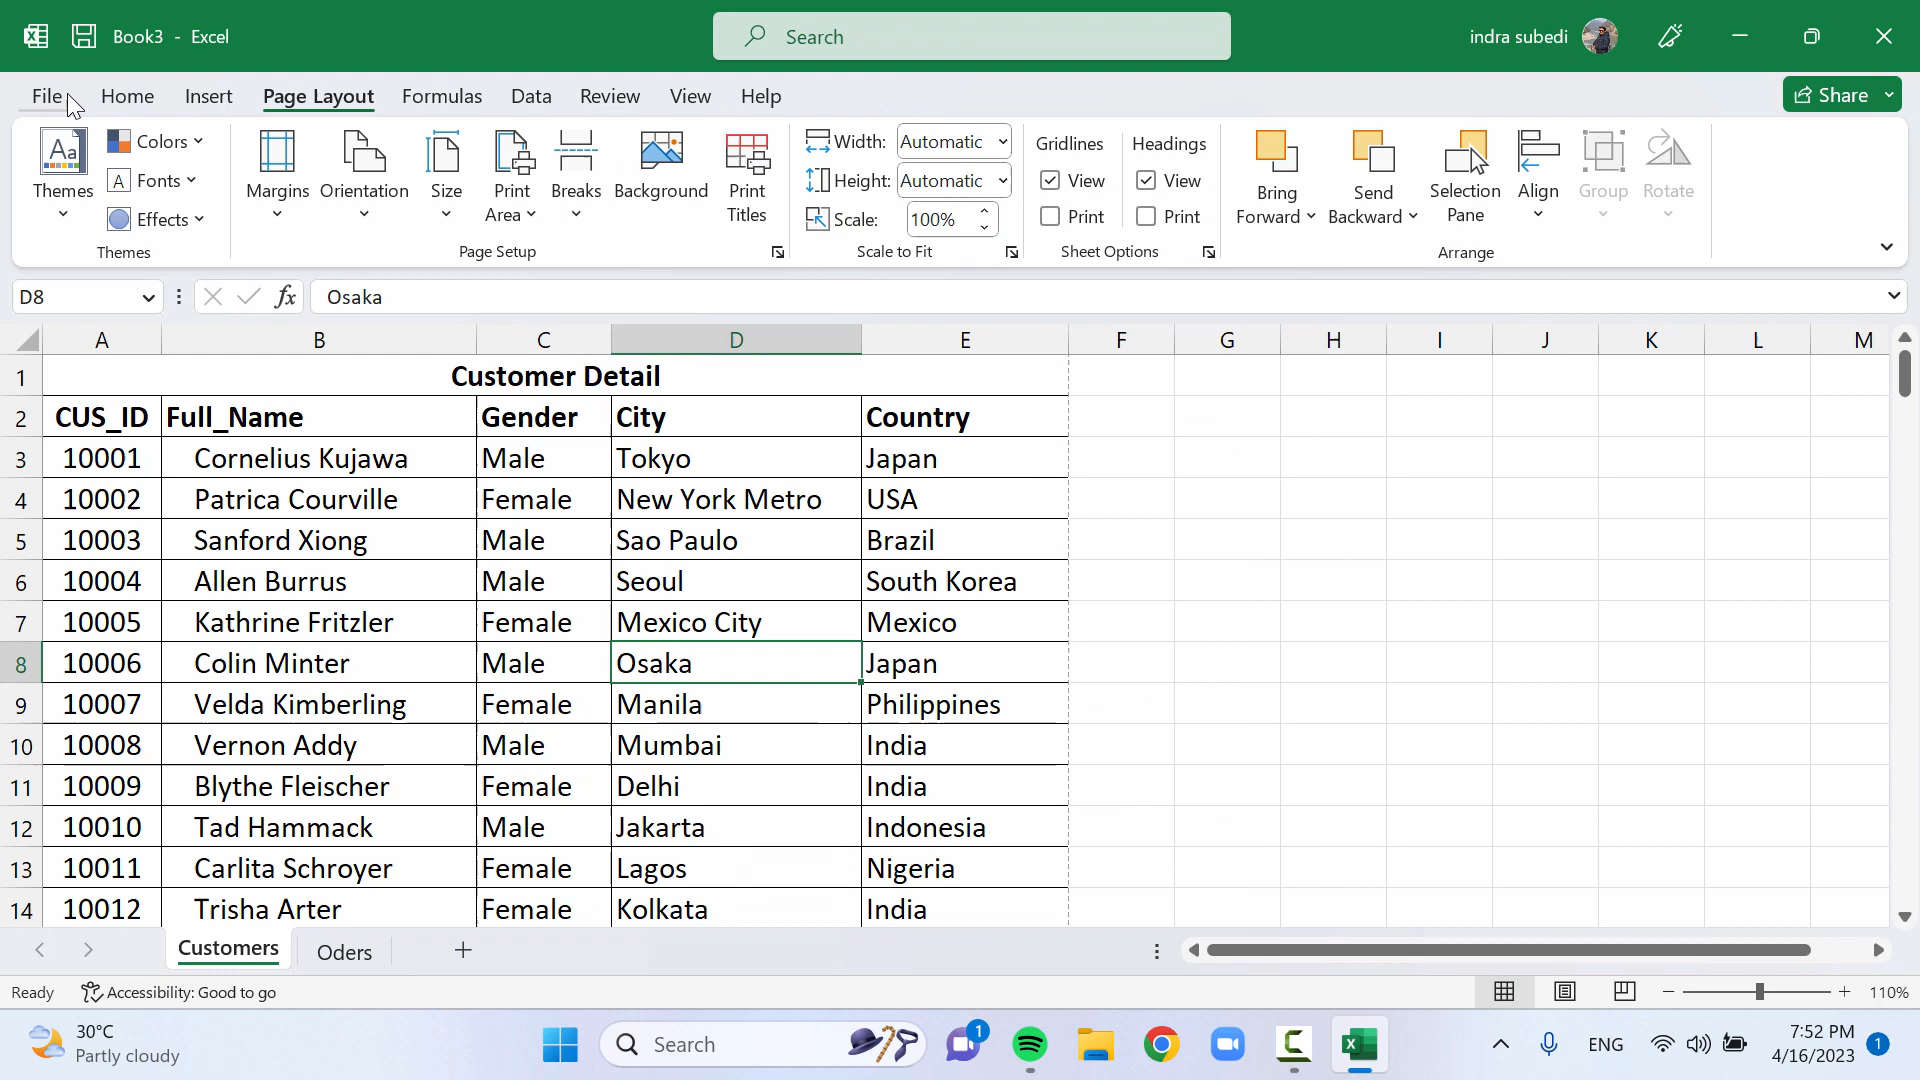 Book3 - Excel
Search
indra subedi
File Home Insert Page Layout Formulas Data Review View Help
Share
Themes
Colors
Fonts
Effects
Themes
Margins
Orientation
Size
Print Area
Breaks
Background
Print Titles
Page Setup
Width: Automatic
Height: Automatic
Scale: 100%
Scale to Fit
Gridlines
View
Print
Headings
View
Print
Sheet Options
Bring Forward
Send Backward
Selection Pane
Align
Group
Rotate
Arrange
D8
fx
Osaka
A B C D E F G H I J K L M
1 Customer Detail
2 CUS_ID Full_Name Gender City Country
3 10001 Cornelius Kujawa Male Tokyo Japan
4 10002 Patrica Courville Female New York Metro USA
5 10003 Sanford Xiong Male Sao Paulo Brazil
6 10004 Allen Burrus Male Seoul South Korea
7 10005 Kathrine Fritzler Female Mexico City Mexico
8 10006 Colin Minter Male Osaka Japan
9 10007 Velda Kimberling Female Manila Philippines
10 10008 Vernon Addy Male Mumbai India
11 10009 Blythe Fleischer Female Delhi India
12 10010 Tad Hammack Male Jakarta Indonesia
13 10011 Carlita Schroyer Female Lagos Nigeria
14 10012 Trisha Arter Female Kolkata India
Customers Oders
Ready Accessibility: Good to go 110%
30°C
Partly cloudy
Search
1
ENG
7:52 PM
4/16/2023
1